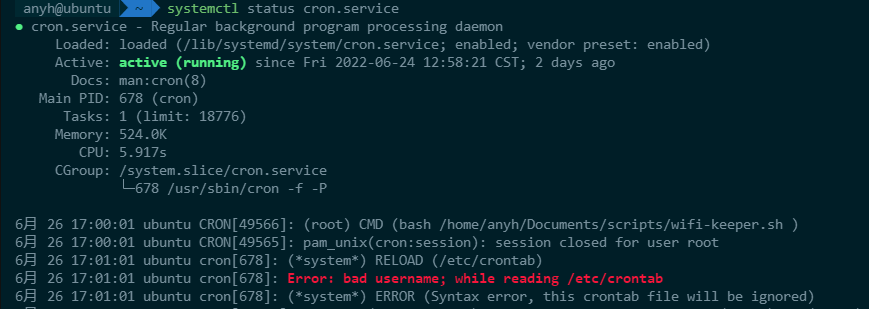 anyh@ubuntu ~ systemctl status cron.service
● cron.service - Regular background program processing daemon
Loaded: loaded (/lib/systemd/system/cron.service; enabled; vendor preset: enabled)
Active: active (running) since Fri 2022-06-24 12:58:21 CST; 2 days ago
Docs: man:cron(8)
Main PID: 678 (cron)
Tasks: 1 (limit: 18776)
Memory: 524.0K
CPU: 5.917s
CGroup: /system.slice/cron.service
└─678 /usr/sbin/cron -f -P
6月 26 17:00:01 ubuntu CRON[49566]: (root) CMD (bash /home/anyh/Documents/scripts/wifi-keeper.sh )
6月 26 17:00:01 ubuntu CRON[49565]: pam_unix(cron:session): session closed for user root
6月 26 17:01:01 ubuntu cron[678]: (*system*) RELOAD (/etc/crontab)
6月 26 17:01:01 ubuntu cron[678]: Error: bad username; while reading /etc/crontab
6月 26 17:01:01 ubuntu cron[678]: (*system*) ERROR (Syntax error, this crontab file will be ignored)